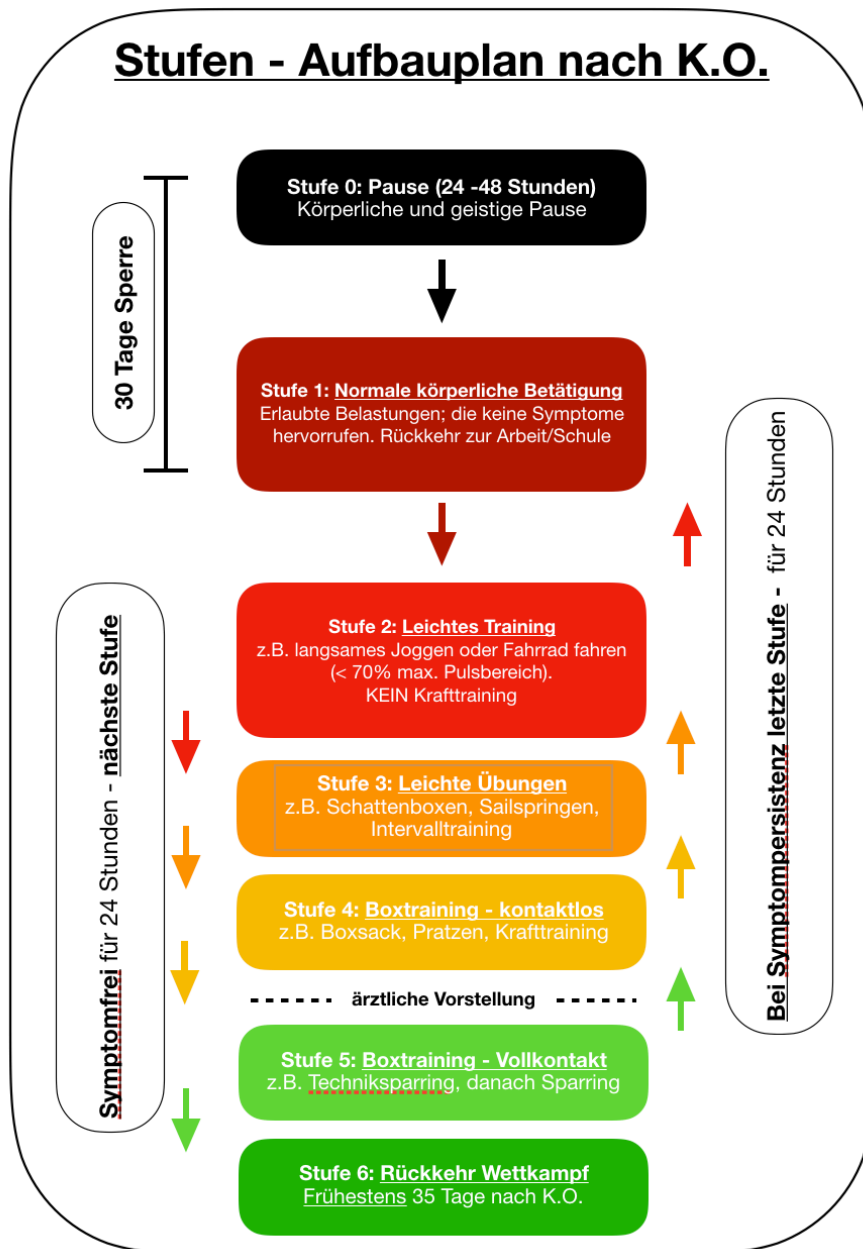 Stufen - Aufbauplan nach K.O.
30 Tage Sperre
Stufe 0: Pause (24 -48 Stunden)
Körperliche und geistige Pause
Stufe 1: Normale körperliche Betätigung
Erlaubte Belastungen; die keine Symptome
hervorrufen. Rückkehr zur Arbeit/Schule
Stufe 2: Leichtes Training
z.B. langsames Joggen oder Fahrrad fahren
(< 70% max. Pulsbereich).
KEIN Krafttraining
Symptomfrei für 24 Stunden - nächste Stufe
Bei Symptompersistenz letzte Stufe - für 24 Stunden
Stufe 3: Leichte Übungen
z.B. Schattenboxen, Sailspringen,
Intervalltraining
Stufe 4: Boxtraining - kontaktlos
z.B. Boxsack, Pratzen, Krafttraining
ärztliche Vorstellung
Stufe 5: Boxtraining - Vollkontakt
z.B. Techniksparring, danach Sparring
Stufe 6: Rückkehr Wettkampf
Frühestens 35 Tage nach K.O.